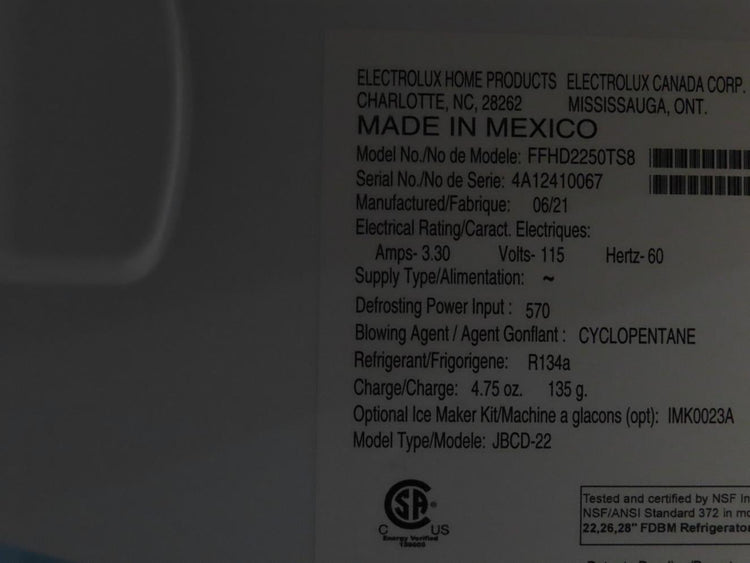 ELECTROLUX HOME PRODUCTS ELECTROLUX CANADA CORP.
CHARLOTTE, NC, 28262 MISSISSAUGA, ONT.
MADE IN MEXICO
Model No./No de Modele: FFHD2250TS8
Serial No./No de Serie: 4A12410067
Manufactured/Fabrique: 06/21
Electrical Rating/Caract. Electriques:
Amps- 3.30 Volts- 115 Hertz- 60
Supply Type/Alimentation: ~
Defrosting Power Input : 570
Blowing Agent / Agent Gonflant : CYCLOPENTANE
Refrigerant/Frigorigene: R134a
Charge/Charge: 4.75 oz. 135 g.
Optional Ice Maker Kit/Machine a glacons (opt): IMK0023A
Model Type/Modele: JBCD-22
CSA®
C US
Energy Verified
Tested and certified by NSF In
NSF/ANSI Standard 372 in mo
22,26,28" FDBM Refrigerator